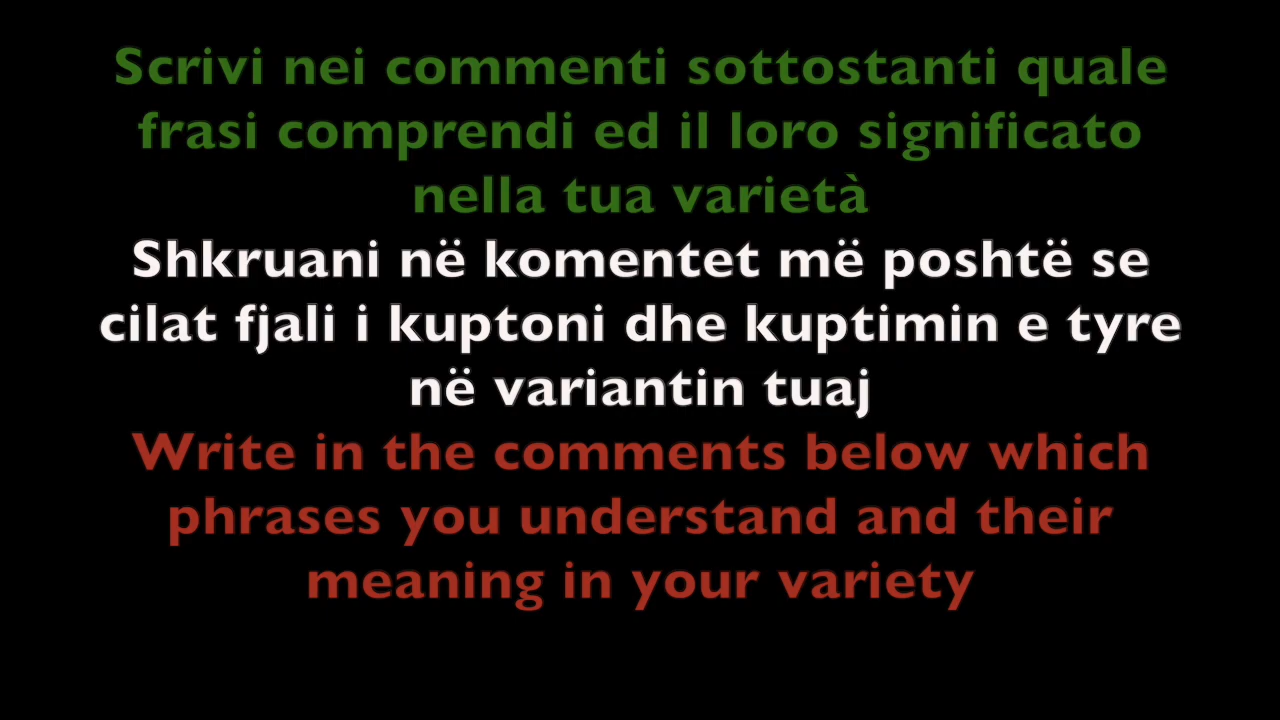 Scrivi nei commenti sottostanti quale
frasi comprendi ed il loro significato
nella tua varietà
Shkruani në komentet më poshtë se
cilat fjali i kuptoni dhe kuptimin e tyre
në variantin tuaj
Write in the comments below which
phrases you understand and their
meaning in your variety